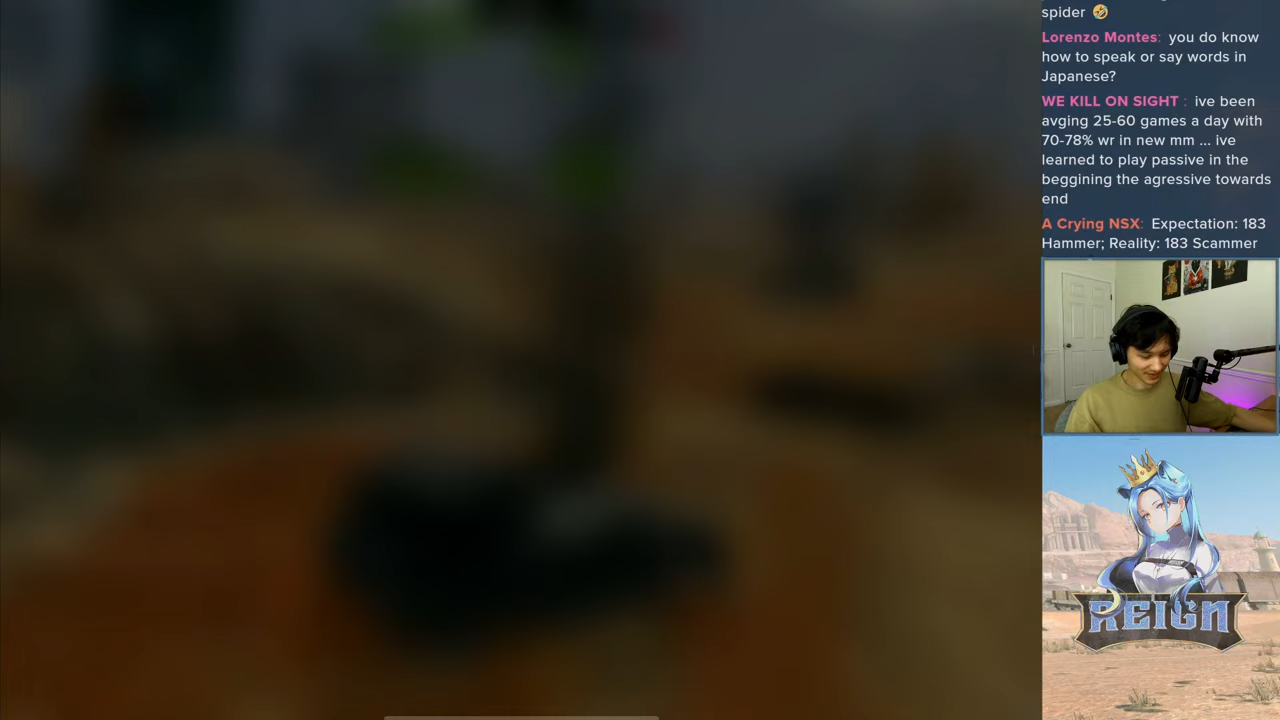 spider 🤣
Lorenzo Montes: you do know
how to speak or say words in
Japanese?
WE KILL ON SIGHT : ive been
avging 25-60 games a day with
70-78% wr in new mm ... ive
learned to play passive in the
beggining the agressive towards
end
A Crying NSX: Expectation: 183
Hammer; Reality: 183 Scammer
REIGN